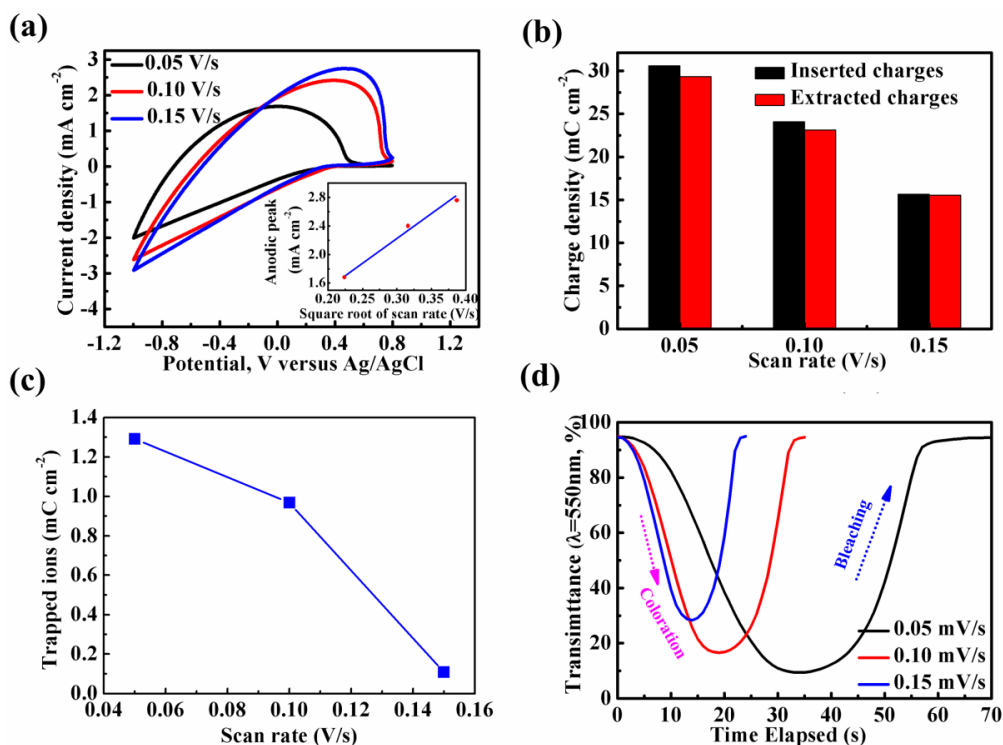 (a)
0.05 V/s
0.10 V/s
0.15 V/s
Current density (mA cm-2)
3
2
1
0
-1
-2
-3
-4
-1.2 -0.8 -0.4 0.0 0.4 0.8 1.2
Potential, V versus Ag/AgCl
Anodic peak
(mA cm-2)
2.8
2.4
2.0
1.6
0.20 0.25 0.30 0.35 0.40
Square root of scan rate (V/s)
(b)
Inserted charges
Extracted charges
Charge density (mC cm-2)
30
25
20
15
10
5
0
0.05 0.10 0.15
Scan rate (V/s)
(c)
Trapped ions (mC cm-2)
1.4
1.2
1.0
0.8
0.6
0.4
0.2
0.0
0.04 0.06 0.08 0.10 0.12 0.14 0.16
Scan rate (V/s)
(d)
Transimittance (λ=550nm, %)
100
80
60
40
20
0
Coloration
Bleaching
0.05 mV/s
0.10 mV/s
0.15 mV/s
0 10 20 30 40 50 60 70
Time Elapsed (s)